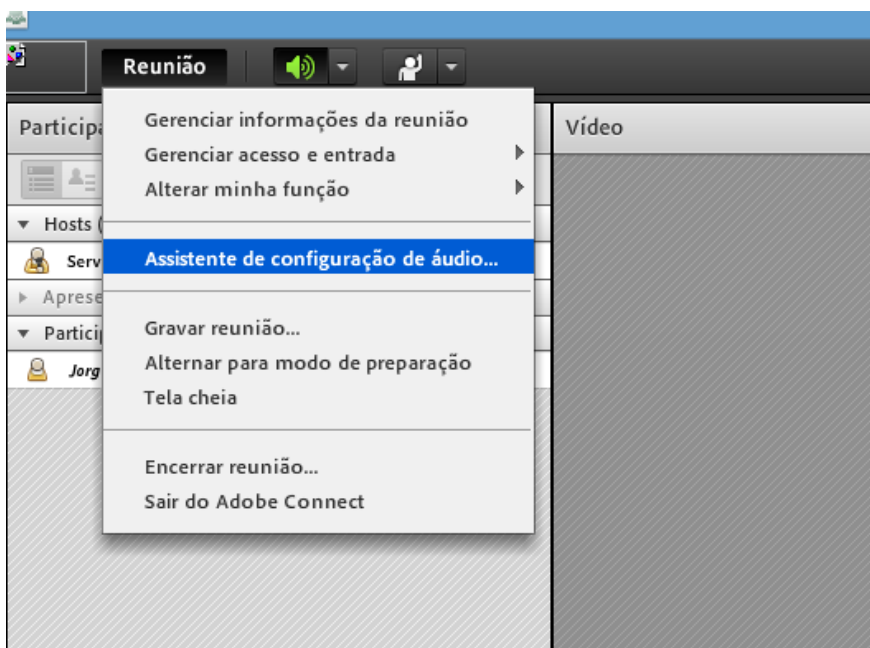 Reunião
Gerenciar informações da reunião
Gerenciar acesso e entrada
Alterar minha função
Assistente de configuração de áudio...
Gravar reunião...
Alternar para modo de preparação
Tela cheia
Encerrar reunião...
Sair do Adobe Connect
Vídeo
Hosts (